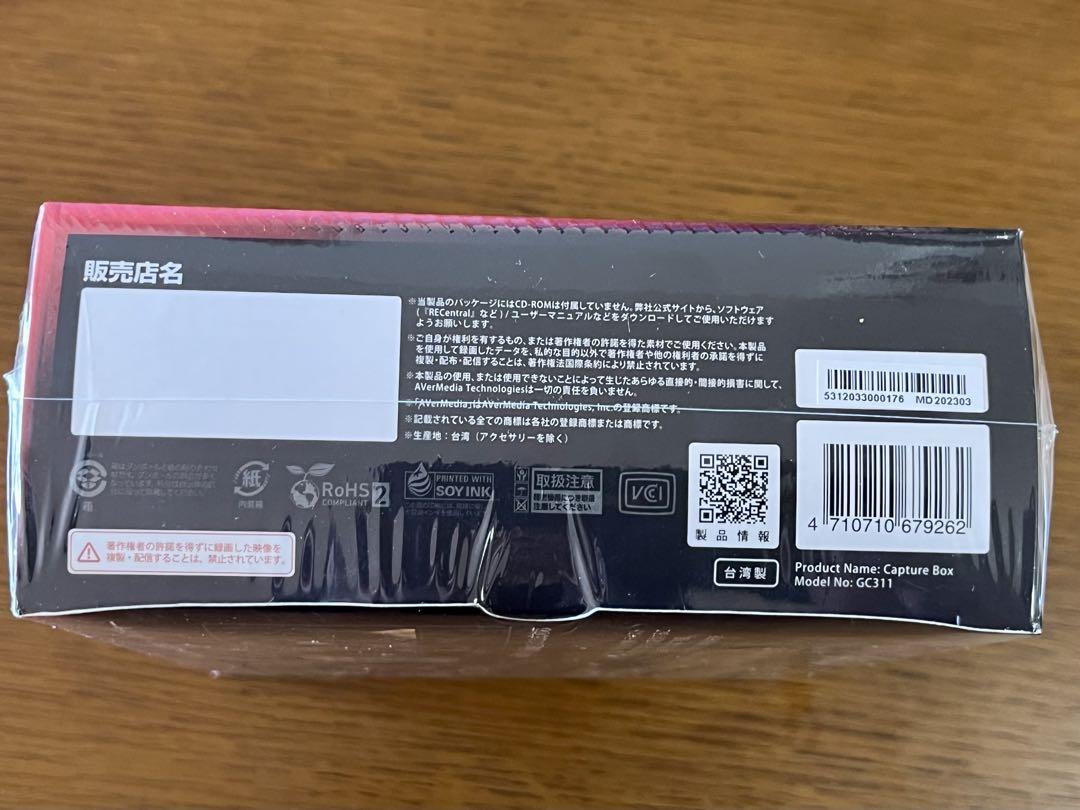 販売店名
※当製品のパッケージにはCD-ROMは付属していません。弊社公式サイトから、ソフトウェア
(『RECentral』など) / ユーザーマニュアルなどをダウンロードしてご使用いただけます
ようお願いします。
※ご自身が権利を有するもの、または著作権者の許諾を得た素材でご使用ください。本製品
を使用して録画したデータを、私的な目的以外で著作権者や他の権利者の承諾を得ずに
複製・配布・配信することは、著作権法国際条約により禁止されています。
※本製品の使用、または使用できないことによって生じたあらゆる直接的・間接的損害に関して、
AVerMedia Technologiesは一切の責任を負いません。
※「AVerMedia」はAVerMedia Technologies, Inc.の登録商標です。
※記載されている全ての商標は各社の登録商標または商標です。
※生産地：台湾（アクセサリーを除く）
5312033000176 MD202303
箱
紙
内装箱
RoHS 2
COMPLIANT
PRINTED WITH
SOY INK
取扱注意
精密機器につき取扱
注意してください
VCCI
著作権者の許諾を得ずに録画した映像を
複製・配信することは、禁止されています。
製品情報
台湾製
4 710710 679262
Product Name: Capture Box
Model No: GC311